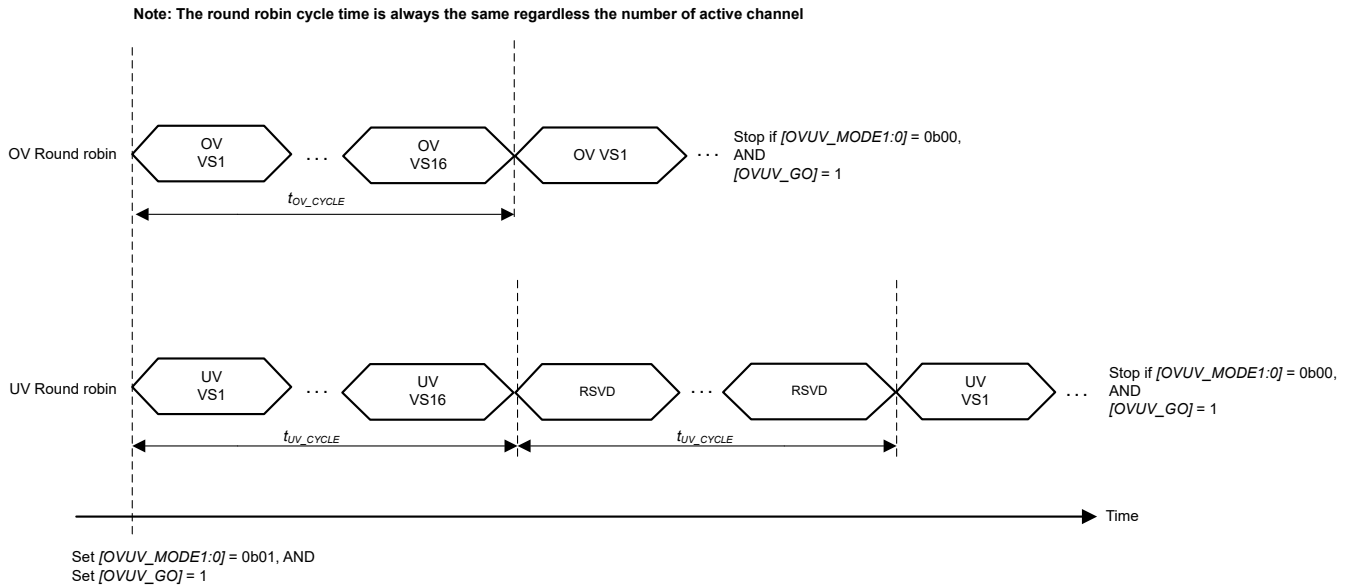 Note: The round robin cycle time is always the same regardless the number of active channel
OV Round robin
OV
VS1
...
OV
VS16
OV VS1
...
Stop if [OVUV_MODE1:0] = 0b00,
AND
[OVUV_GO] = 1
tOV_CYCLE
UV Round robin
UV
VS1
...
UV
VS16
RSVD
...
RSVD
UV
VS1
...
Stop if [OVUV_MODE1:0] = 0b00,
AND
[OVUV_GO] = 1
tUV_CYCLE
tUV_CYCLE
Time
Set [OVUV_MODE1:0] = 0b01, AND
Set [OVUV_GO] = 1